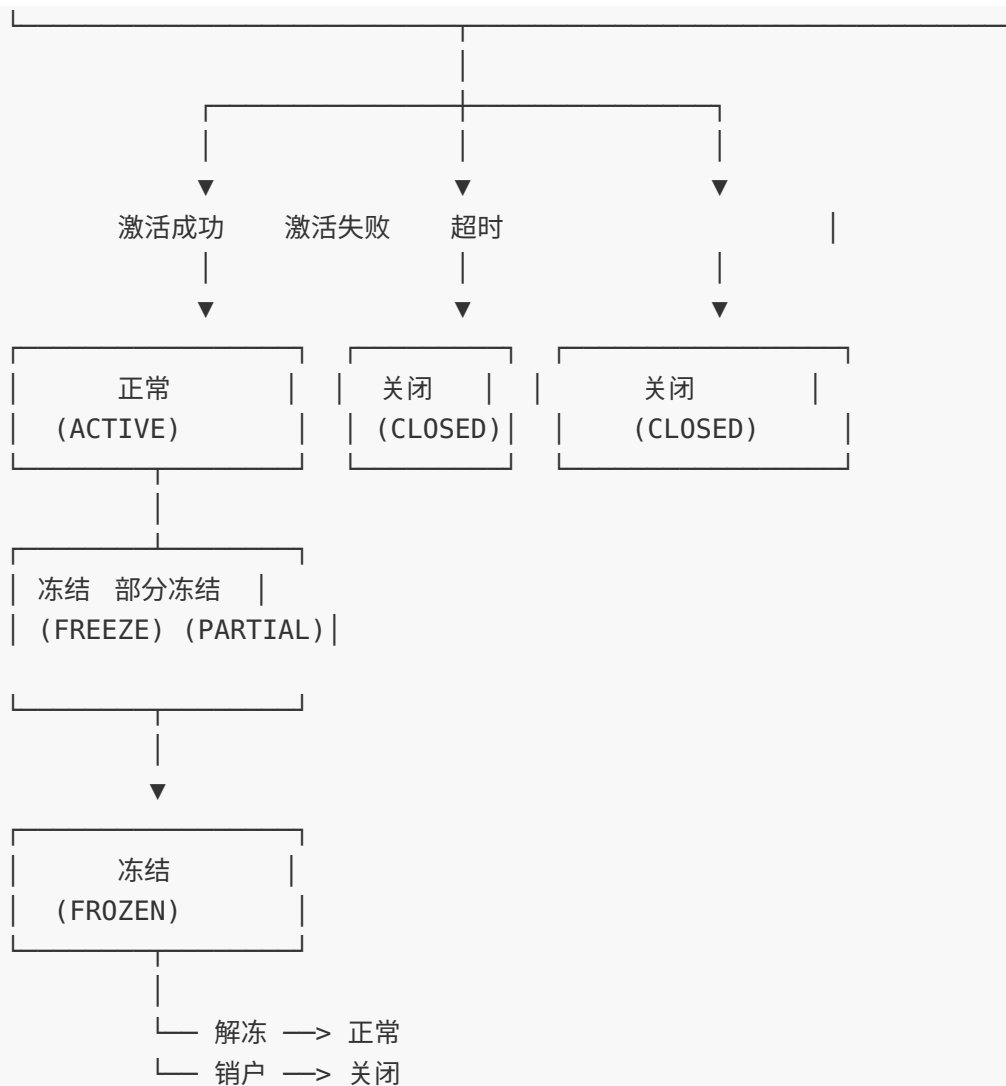 激活成功 激活失败 超时
正常 关闭 关闭
(ACTIVE) (CLOSED) (CLOSED)
冻结 部分冻结
(FREEZE) (PARTIAL)
冻结
(FROZEN)
└── 解冻 ──> 正常
└── 销户 ──> 关闭